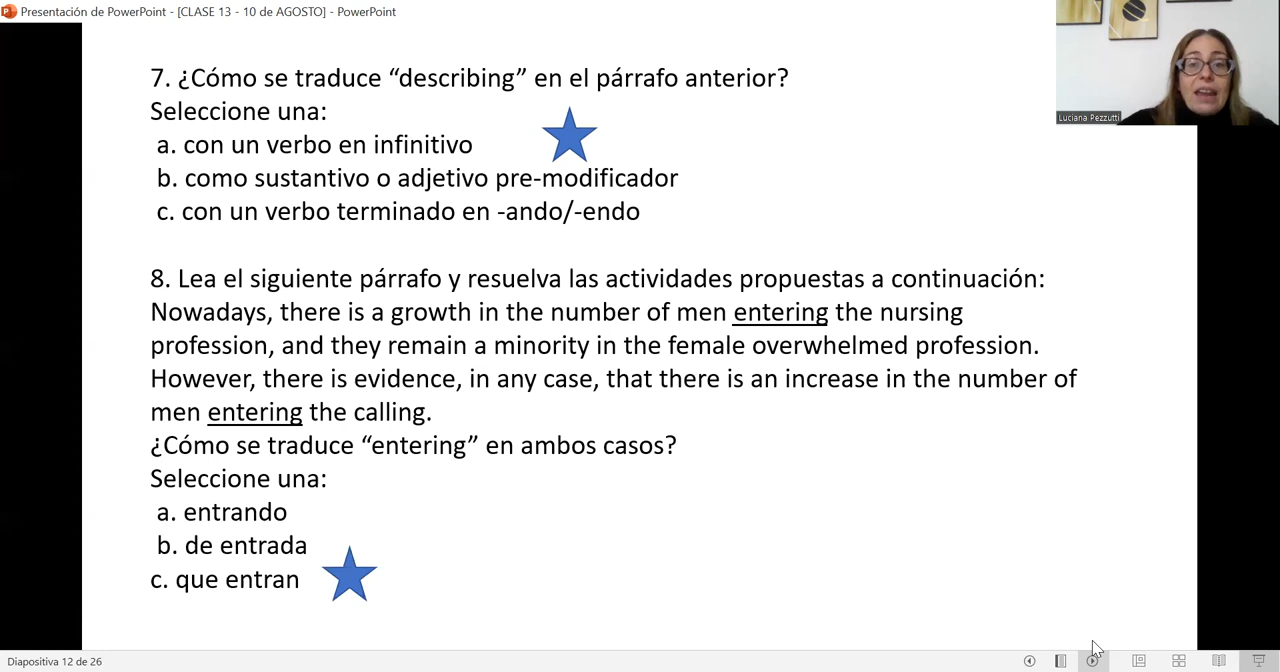 Presentación de PowerPoint - [CLASE 13 - 10 de AGOSTO] - PowerPoint
Luciana Pezzutti
7. ¿Cómo se traduce “describing” en el párrafo anterior?
Seleccione una:
a. con un verbo en infinitivo
b. como sustantivo o adjetivo pre-modificador
c. con un verbo terminado en -ando/-endo
8. Lea el siguiente párrafo y resuelva las actividades propuestas a continuación:
Nowadays, there is a growth in the number of men entering the nursing
profession, and they remain a minority in the female overwhelmed profession.
However, there is evidence, in any case, that there is an increase in the number of
men entering the calling.
¿Cómo se traduce “entering” en ambos casos?
Seleccione una:
a. entrando
b. de entrada
c. que entran
Diapositiva 12 de 26